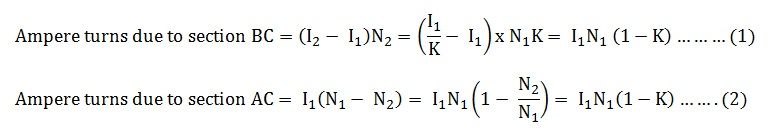 Ampere turns due to section BC = (I₂ − I₁)N₂ = (I₁/K − I₁) x N₁K = I₁N₁ (1 − K) … … … (1)
Ampere turns due to section AC = I₁(N₁ − N₂) = I₁N₁(1 − N₂/N₁) = I₁N₁(1 − K) … … . (2)